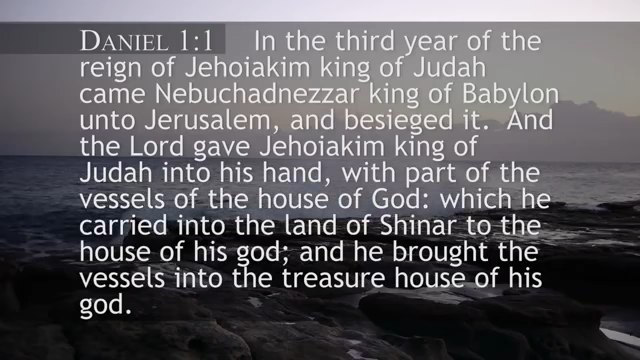 Daniel 1:1 In the third year of the
reign of Jehoiakim king of Judah
came Nebuchadnezzar king of Babylon
unto Jerusalem, and besieged it. And
the Lord gave Jehoiakim king of
Judah into his hand, with part of the
vessels of the house of God: which he
carried into the land of Shinar to the
house of his god; and he brought the
vessels into the treasure house of his
god.